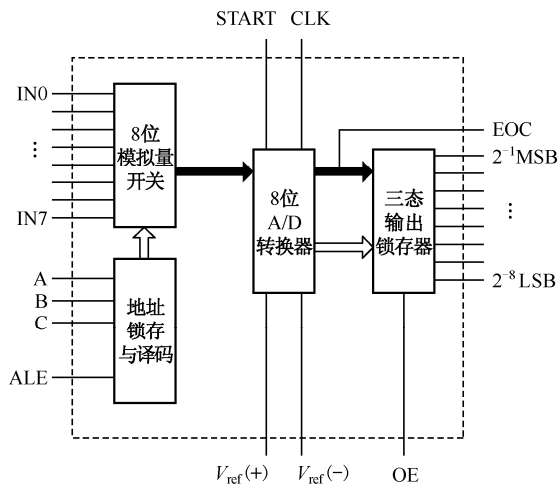 START CLK
IN0
⋮
IN7
8位
模拟量
开关
A
B
C
ALE
地址
锁存
与译码
8位
A/D
转换器
三态
输出
锁存器
EOC
2⁻¹MSB
⋮
2⁻⁸LSB
Vref(+) Vref(−) OE